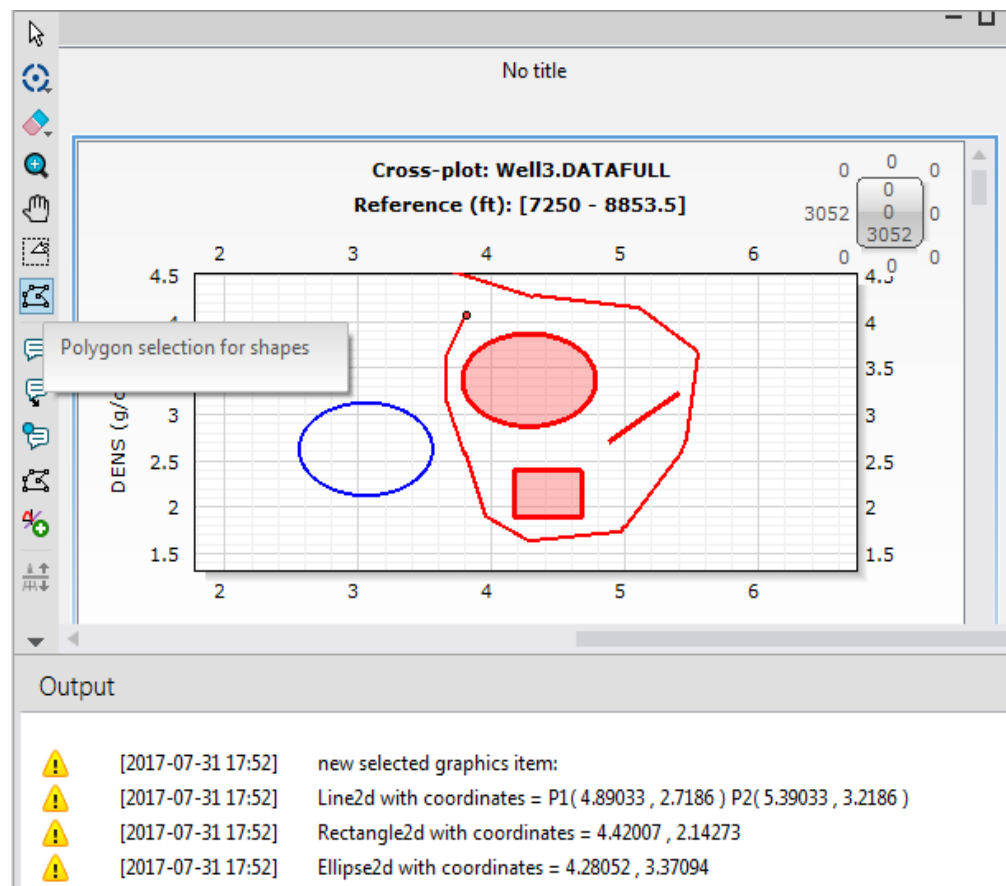 No title
Cross-plot: Well3.DATAFULL
Reference (ft): [7250 - 8853.5]
0 0 0
0
3052 0 0
3052
0 0 0
2 3 4 5 6
4.5 4.5
4 4
Polygon selection for shapes
3.5
3 3
2.5 2.5
2 2
1.5 1.5
DENS (g/c
2 3 4 5 6
Output
[2017-07-31 17:52] new selected graphics item:
[2017-07-31 17:52] Line2d with coordinates = P1( 4.89033 , 2.7186 ) P2( 5.39033 , 3.2186 )
[2017-07-31 17:52] Rectangle2d with coordinates = 4.42007 , 2.14273
[2017-07-31 17:52] Ellipse2d with coordinates = 4.28052 , 3.37094